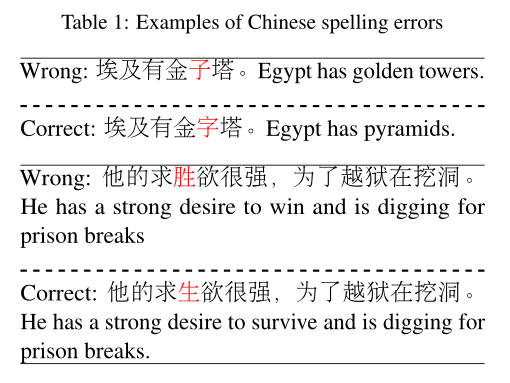 Table 1: Examples of Chinese spelling errors
Wrong: 埃及有金子塔。Egypt has golden towers.
Correct: 埃及有金字塔。Egypt has pyramids.
Wrong: 他的求胜欲很强，为了越狱在挖洞。
He has a strong desire to win and is digging for
prison breaks
Correct: 他的求生欲很强，为了越狱在挖洞。
He has a strong desire to survive and is digging for
prison breaks.